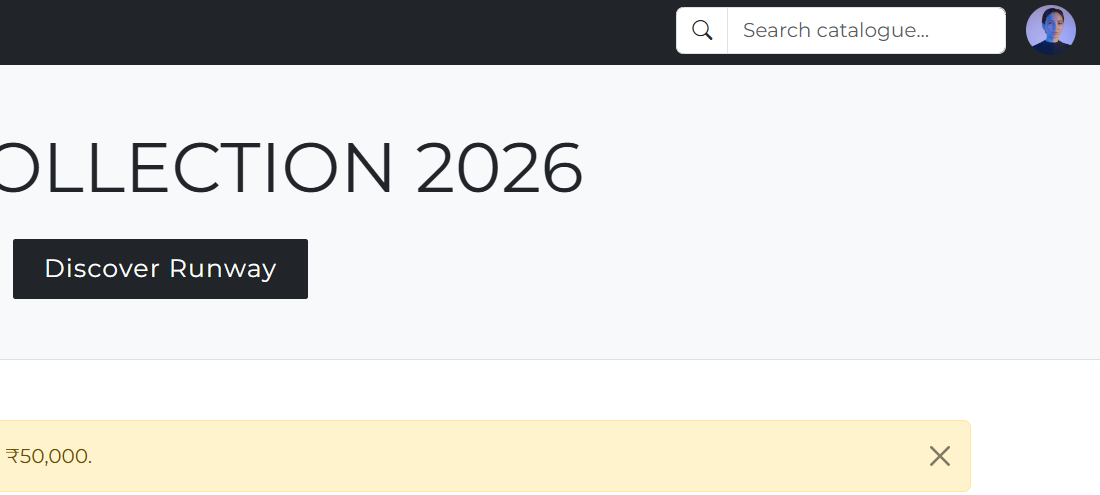 Search catalogue...
OLLECTION 2026
Discover Runway
₹50,000.